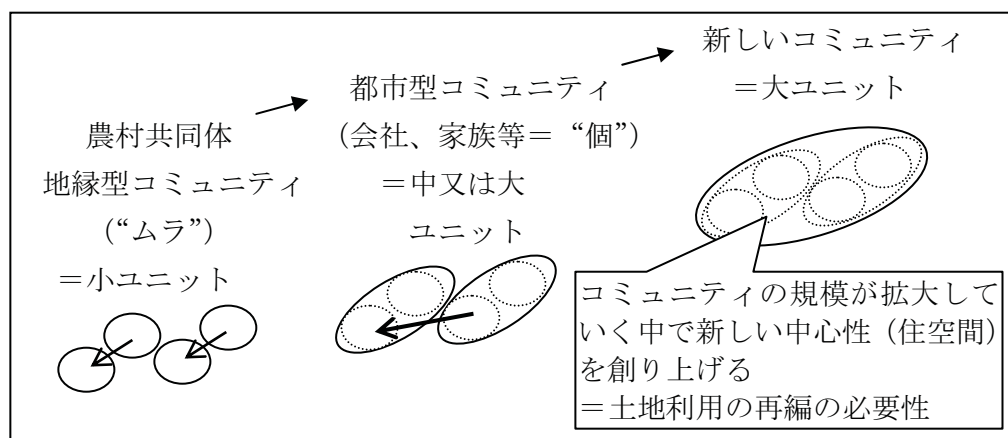 農村共同体
地縁型コミュニティ
（“ムラ”）
＝小ユニット
都市型コミュニティ
（会社、家族等＝“個”）
＝中又は大
ユニット
新しいコミュニティ
＝大ユニット
コミュニティの規模が拡大して
いく中で新しい中心性（住空間）
を創り上げる
＝土地利用の再編の必要性